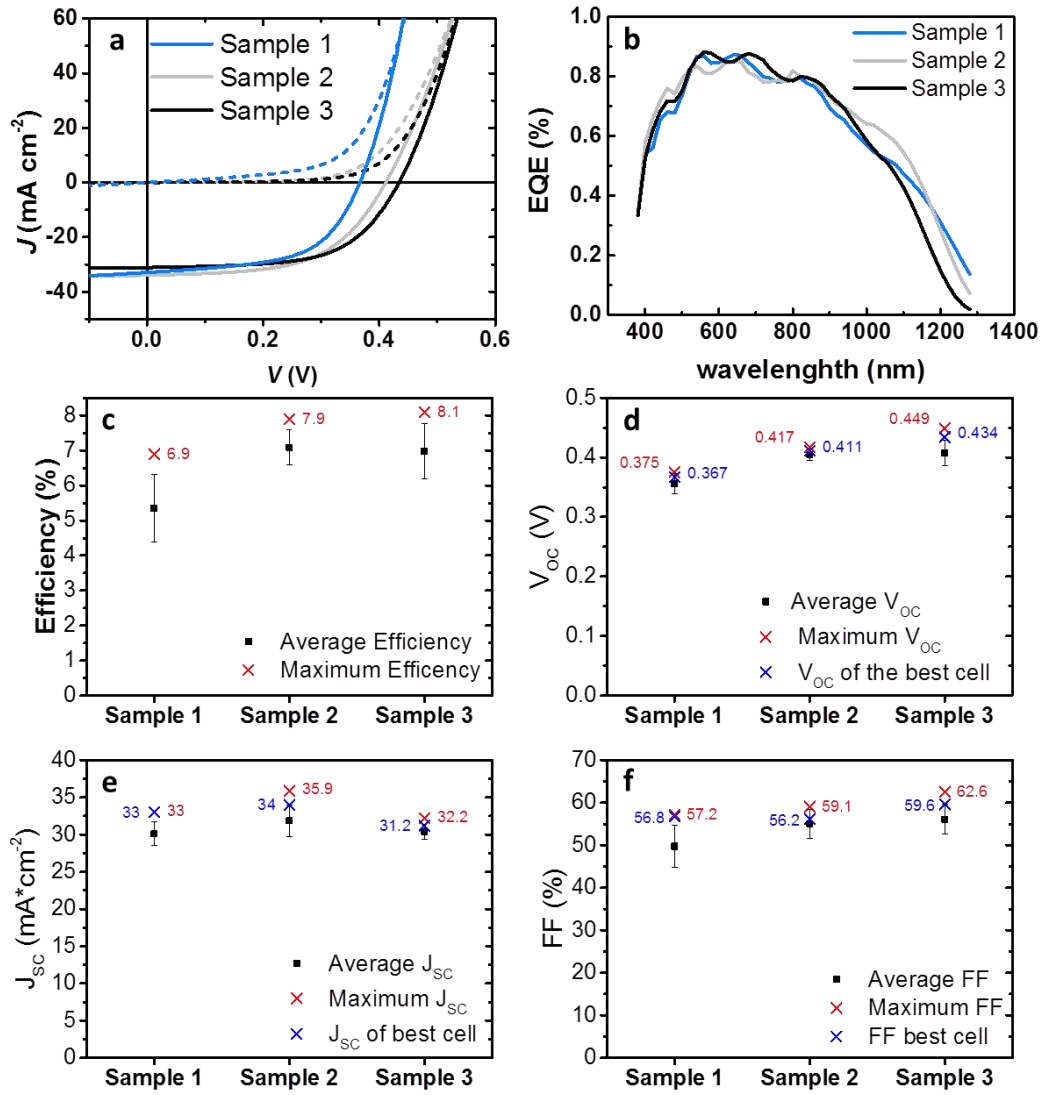 a
Sample 1
Sample 2
Sample 3
60
40
20
0
-20
-40
J (mA cm-2)
0.0
0.2
0.4
0.6
V (V)
b
Sample 1
Sample 2
Sample 3
1.0
0.8
0.6
0.4
0.2
0.0
EQE (%)
400
600
800
1000
1200
1400
wavelenghth (nm)
c
8
7
6
5
4
3
2
1
0
Efficiency (%)
6.9
7.9
8.1
Average Efficiency
Maximum Efficency
Sample 1
Sample 2
Sample 3
d
0.5
0.4
0.3
0.2
0.1
0.0
VOC (V)
0.375
0.367
0.417
0.411
0.449
0.434
Average VOC
Maximum VOC
VOC of the best cell
Sample 1
Sample 2
Sample 3
e
40
35
30
25
20
15
10
5
0
JSC (mA*cm-2)
33
33
34
35.9
31.2
32.2
Average JSC
Maximum JSC
JSC of best cell
Sample 1
Sample 2
Sample 3
f
70
60
50
40
30
20
10
0
FF (%)
56.8
57.2
56.2
59.1
59.6
62.6
Average FF
Maximum FF
FF best cell
Sample 1
Sample 2
Sample 3